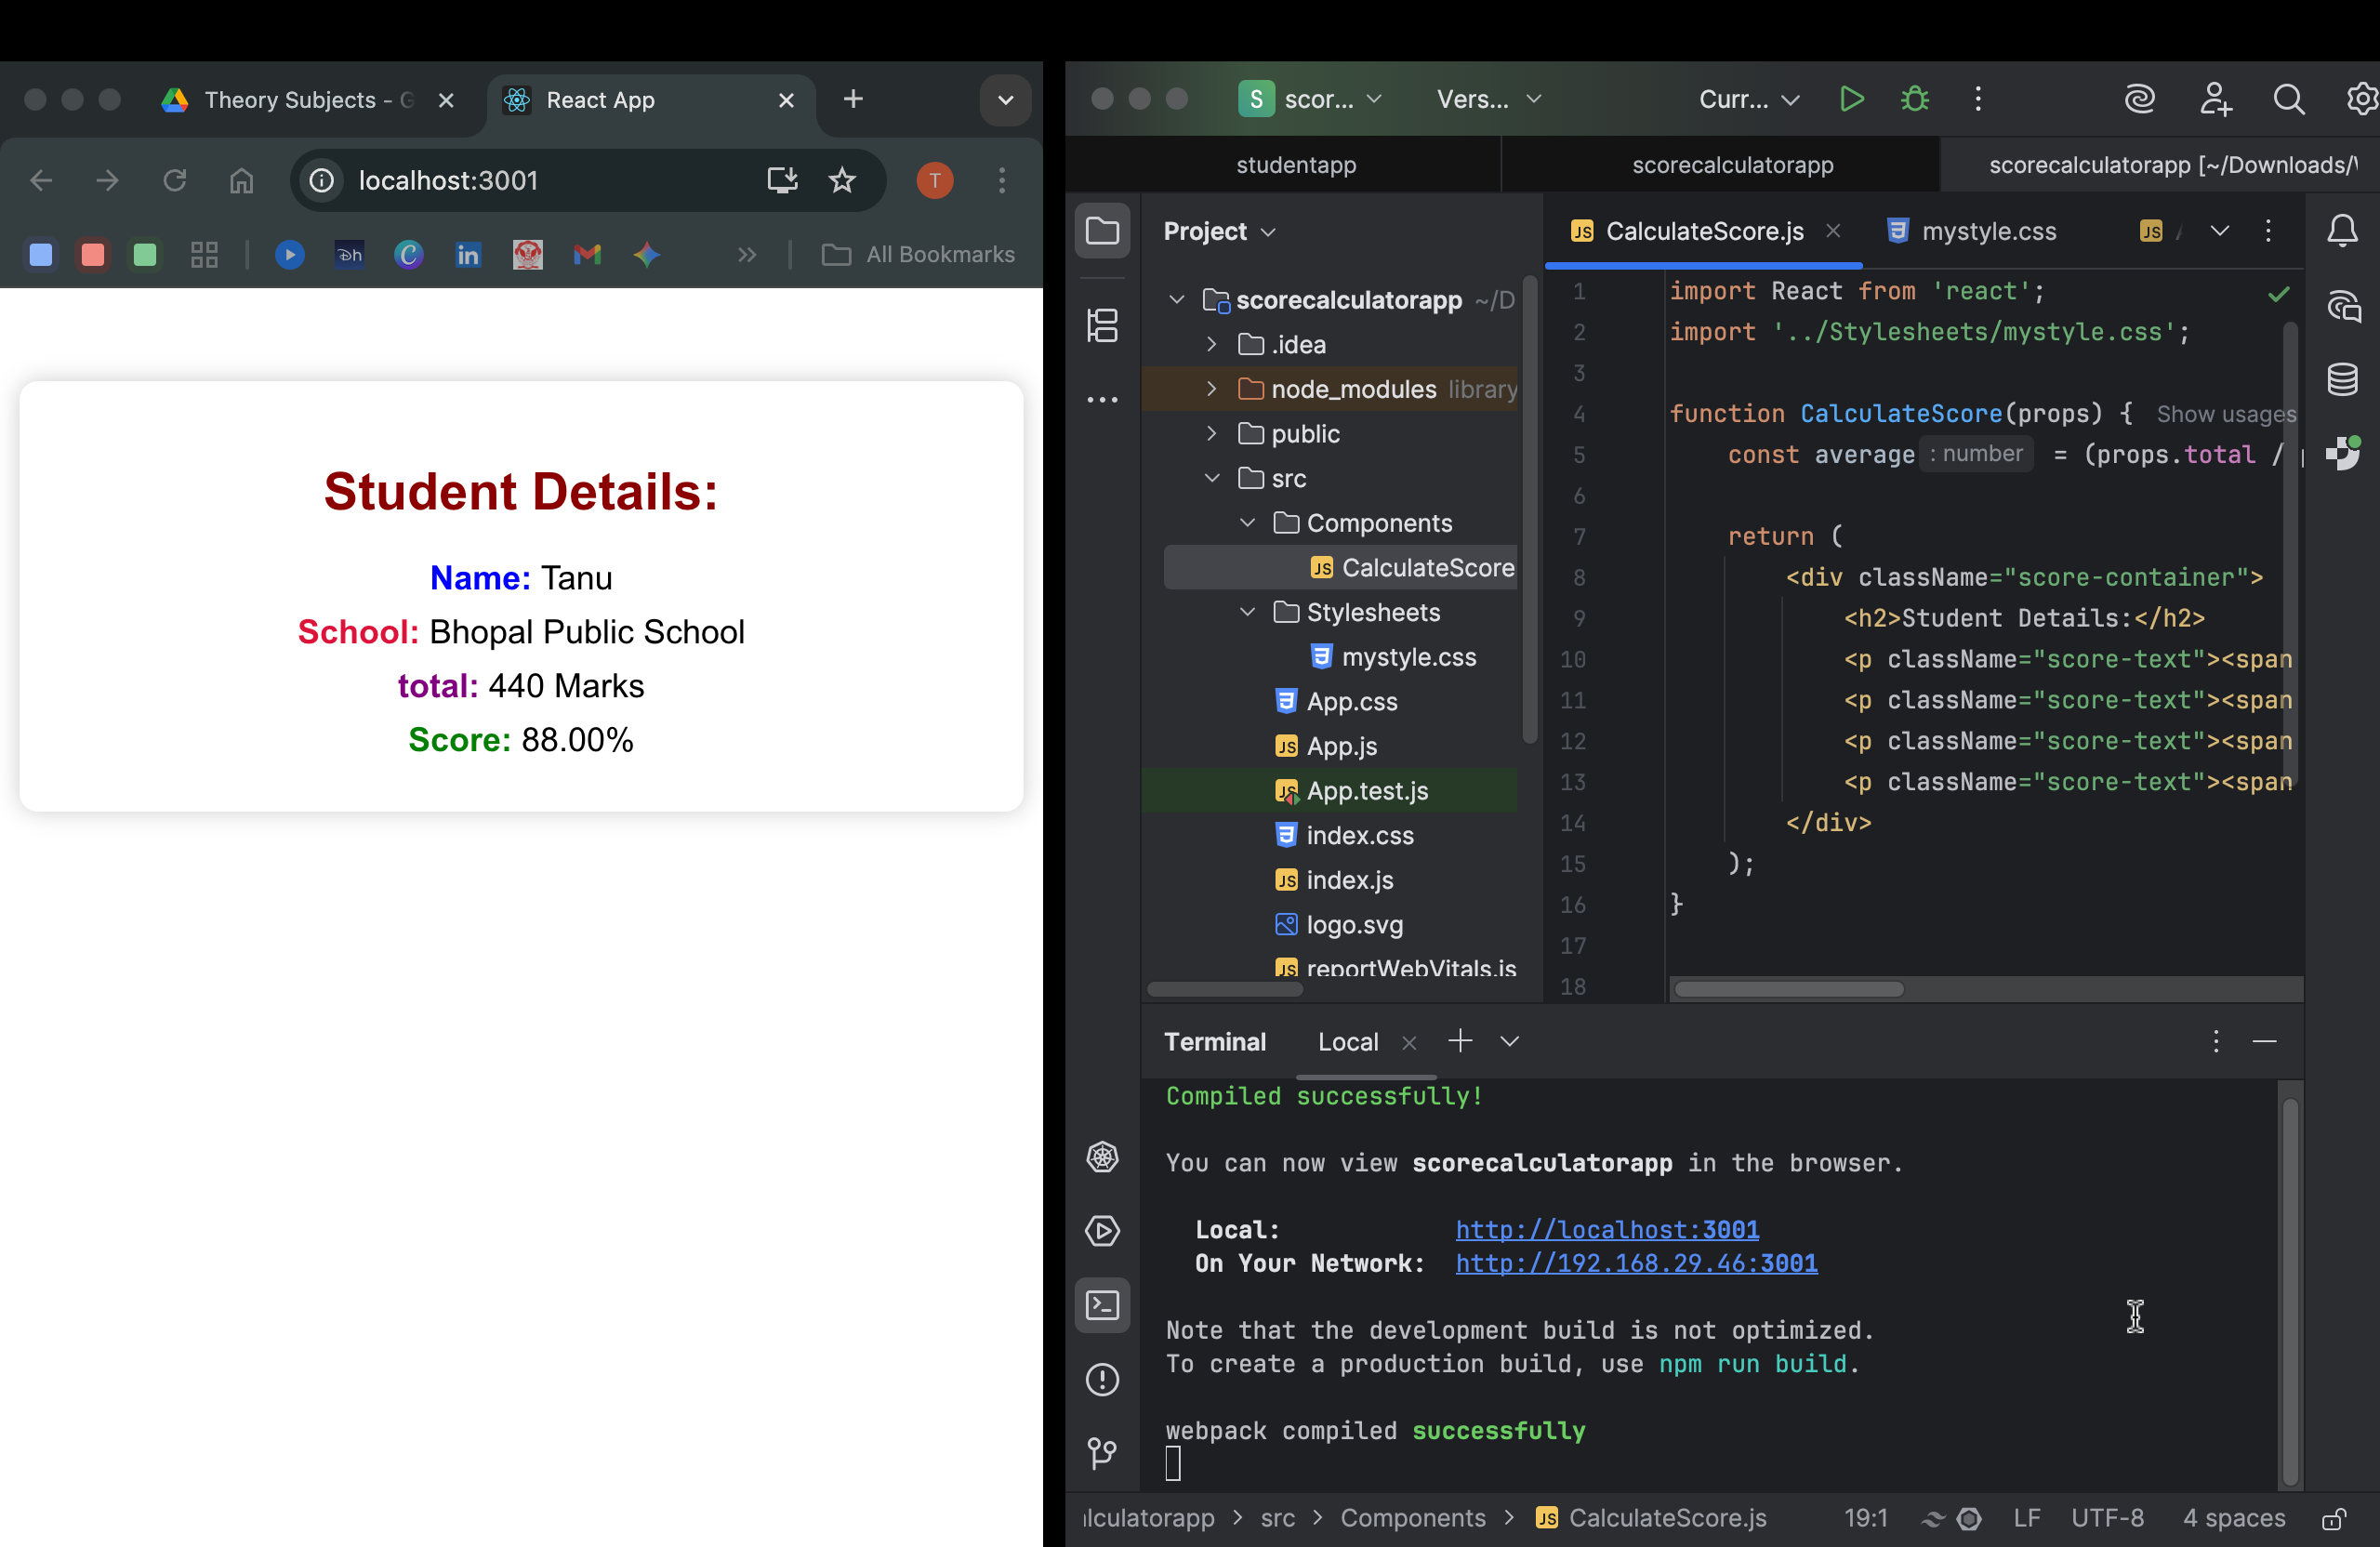 Theory Subjects - G
React App
localhost:3001
T
Dh
in
All Bookmarks
Student Details:
Name: Tanu
School: Bhopal Public School
total: 440 Marks
Score: 88.00%
S scor...
Vers...
Curr...
studentapp
scorecalculatorapp
scorecalculatorapp [~/Downloads/
Project
scorecalculatorapp ~/D
.idea
node_modules library
public
src
Components
JS CalculateScore
Stylesheets
mystyle.css
App.css
JS App.js
App.test.js
index.css
JS index.js
logo.svg
JS reportWebVitals.js
JS CalculateScore.js
mystyle.css
JS
1 import React from 'react';
2 import '../Stylesheets/mystyle.css';
3
4 function CalculateScore(props) { Show usages
5 const average : number = (props.total /
6
7 return (
8 <div className="score-container">
9 <h2>Student Details:</h2>
10 <p className="score-text"><span
11 <p className="score-text"><span
12 <p className="score-text"><span
13 <p className="score-text"><span
14 </div>
15 );
16 }
17
18
Terminal
Local
Compiled successfully!
You can now view scorecalculatorapp in the browser.
Local: http://localhost:3001
On Your Network: http://192.168.29.46:3001
Note that the development build is not optimized.
To create a production build, use npm run build.
webpack compiled successfully
lculatorapp > src > Components > JS CalculateScore.js
19:1
LF
UTF-8
4 spaces